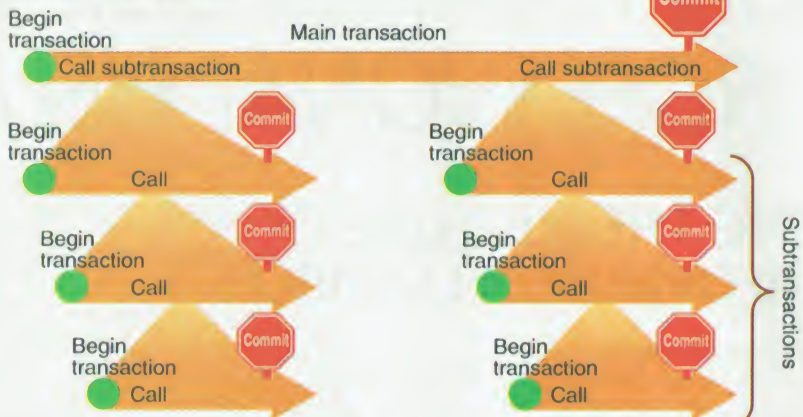 Commit
Begin
transaction
Main transaction
Call subtransaction
Call subtransaction
Begin
transaction
Commit
Call
Begin
transaction
Commit
Call
Begin
transaction
Commit
Call
Begin
transaction
Commit
Call
Begin
transaction
Commit
Call
Begin
transaction
Commit
Call
Subtransactions